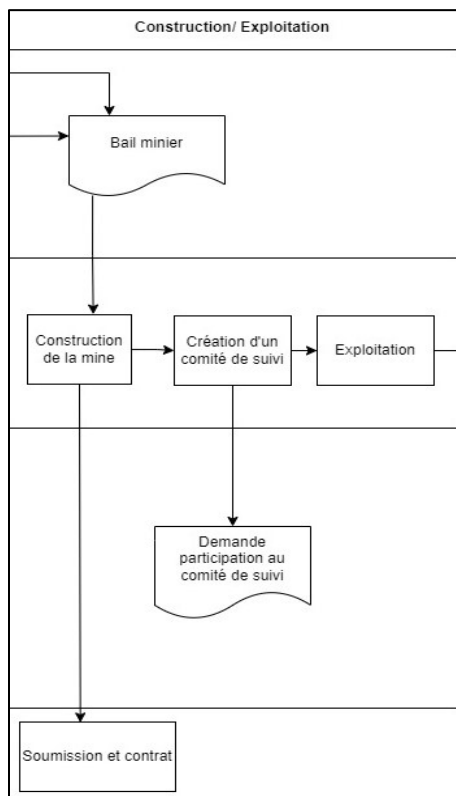 Construction/ Exploitation
Bail minier
Construction
de la mine
Création d'un
comité de suivi
Exploitation
Demande
participation au
comité de suivi
Soumission et contrat